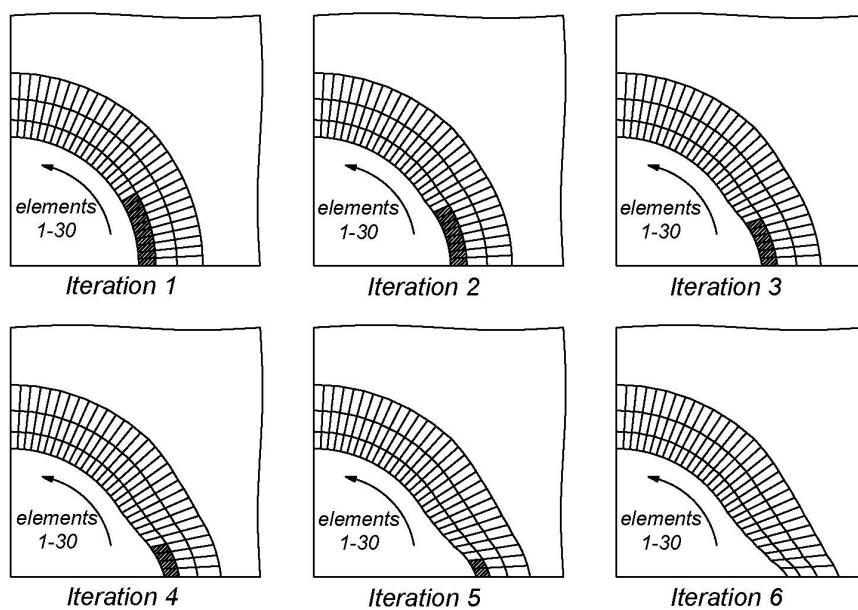 elements
1-30
Iteration 1
elements
1-30
Iteration 2
elements
1-30
Iteration 3
elements
1-30
Iteration 4
elements
1-30
Iteration 5
elements
1-30
Iteration 6